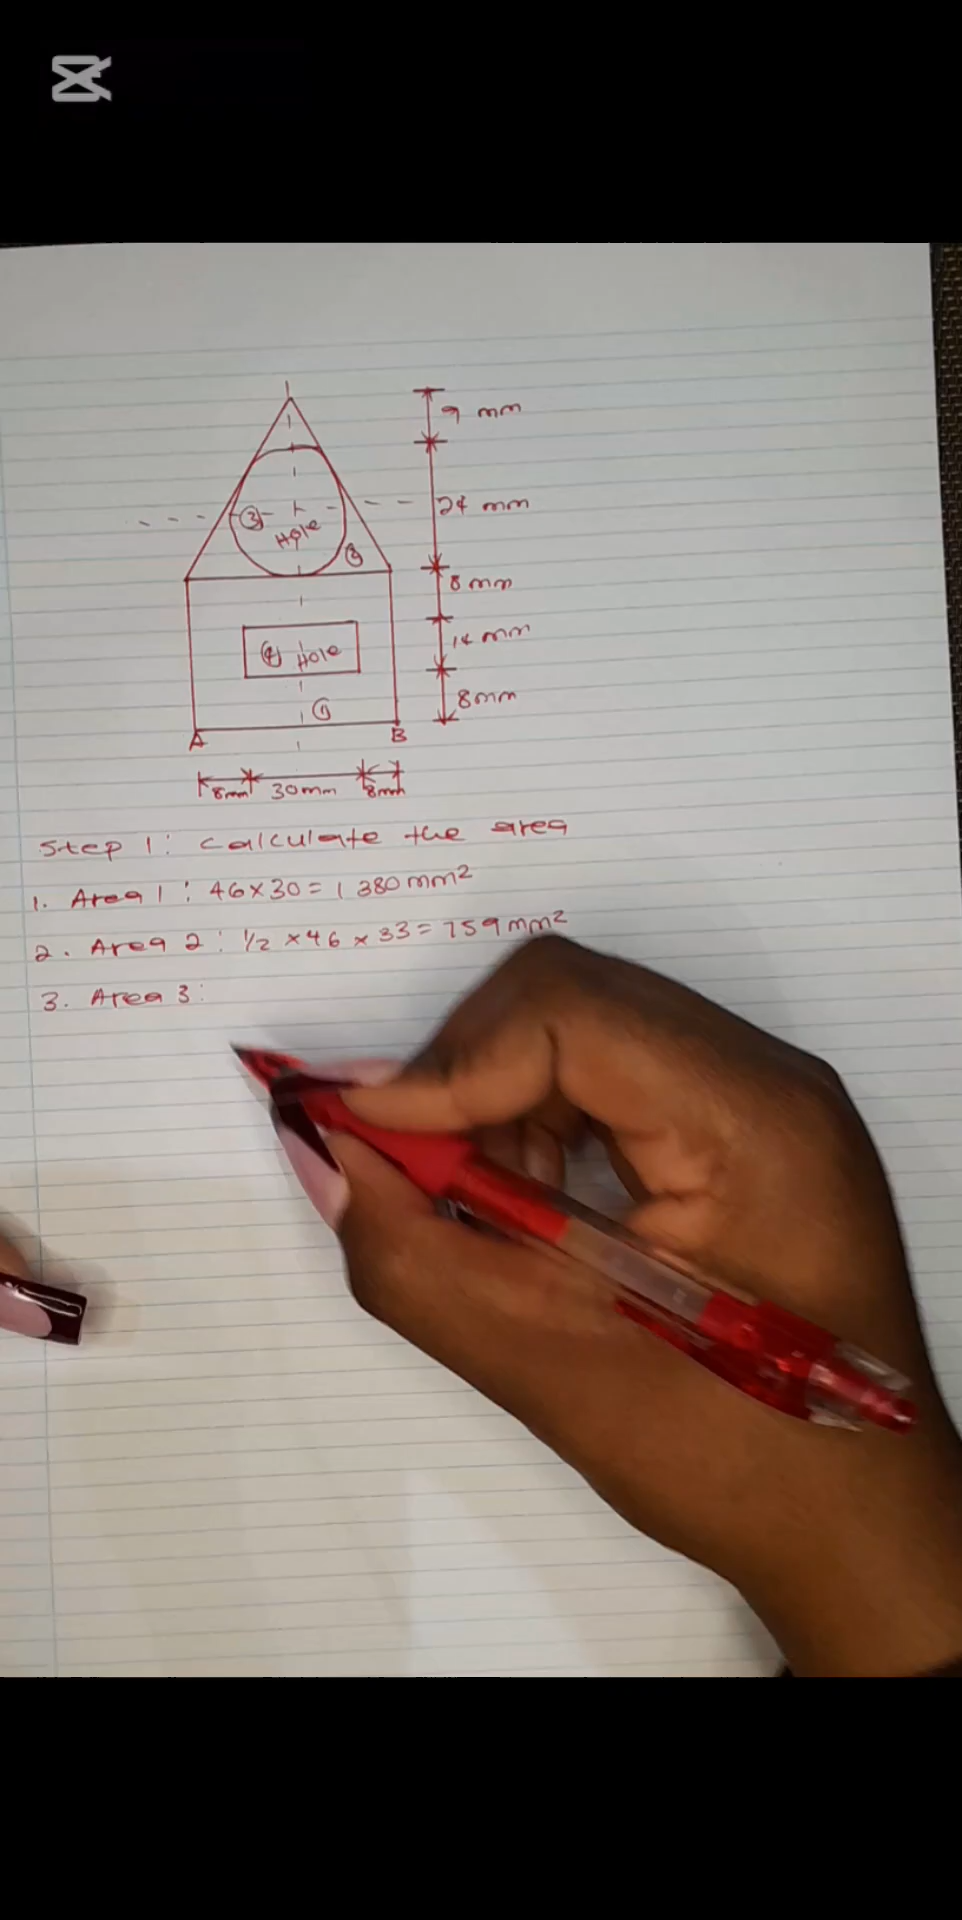 9 mm
24 mm
③
Hole
②
8 mm
14 mm
④ Hole
8mm
①
A B
8mm 30mm 8mm
Step 1: Calculate the area
1. Area 1: 46×30 = 1 380 mm²
2. Area 2: 1/2 × 46 × 33 = 759 mm²
3. Area 3: